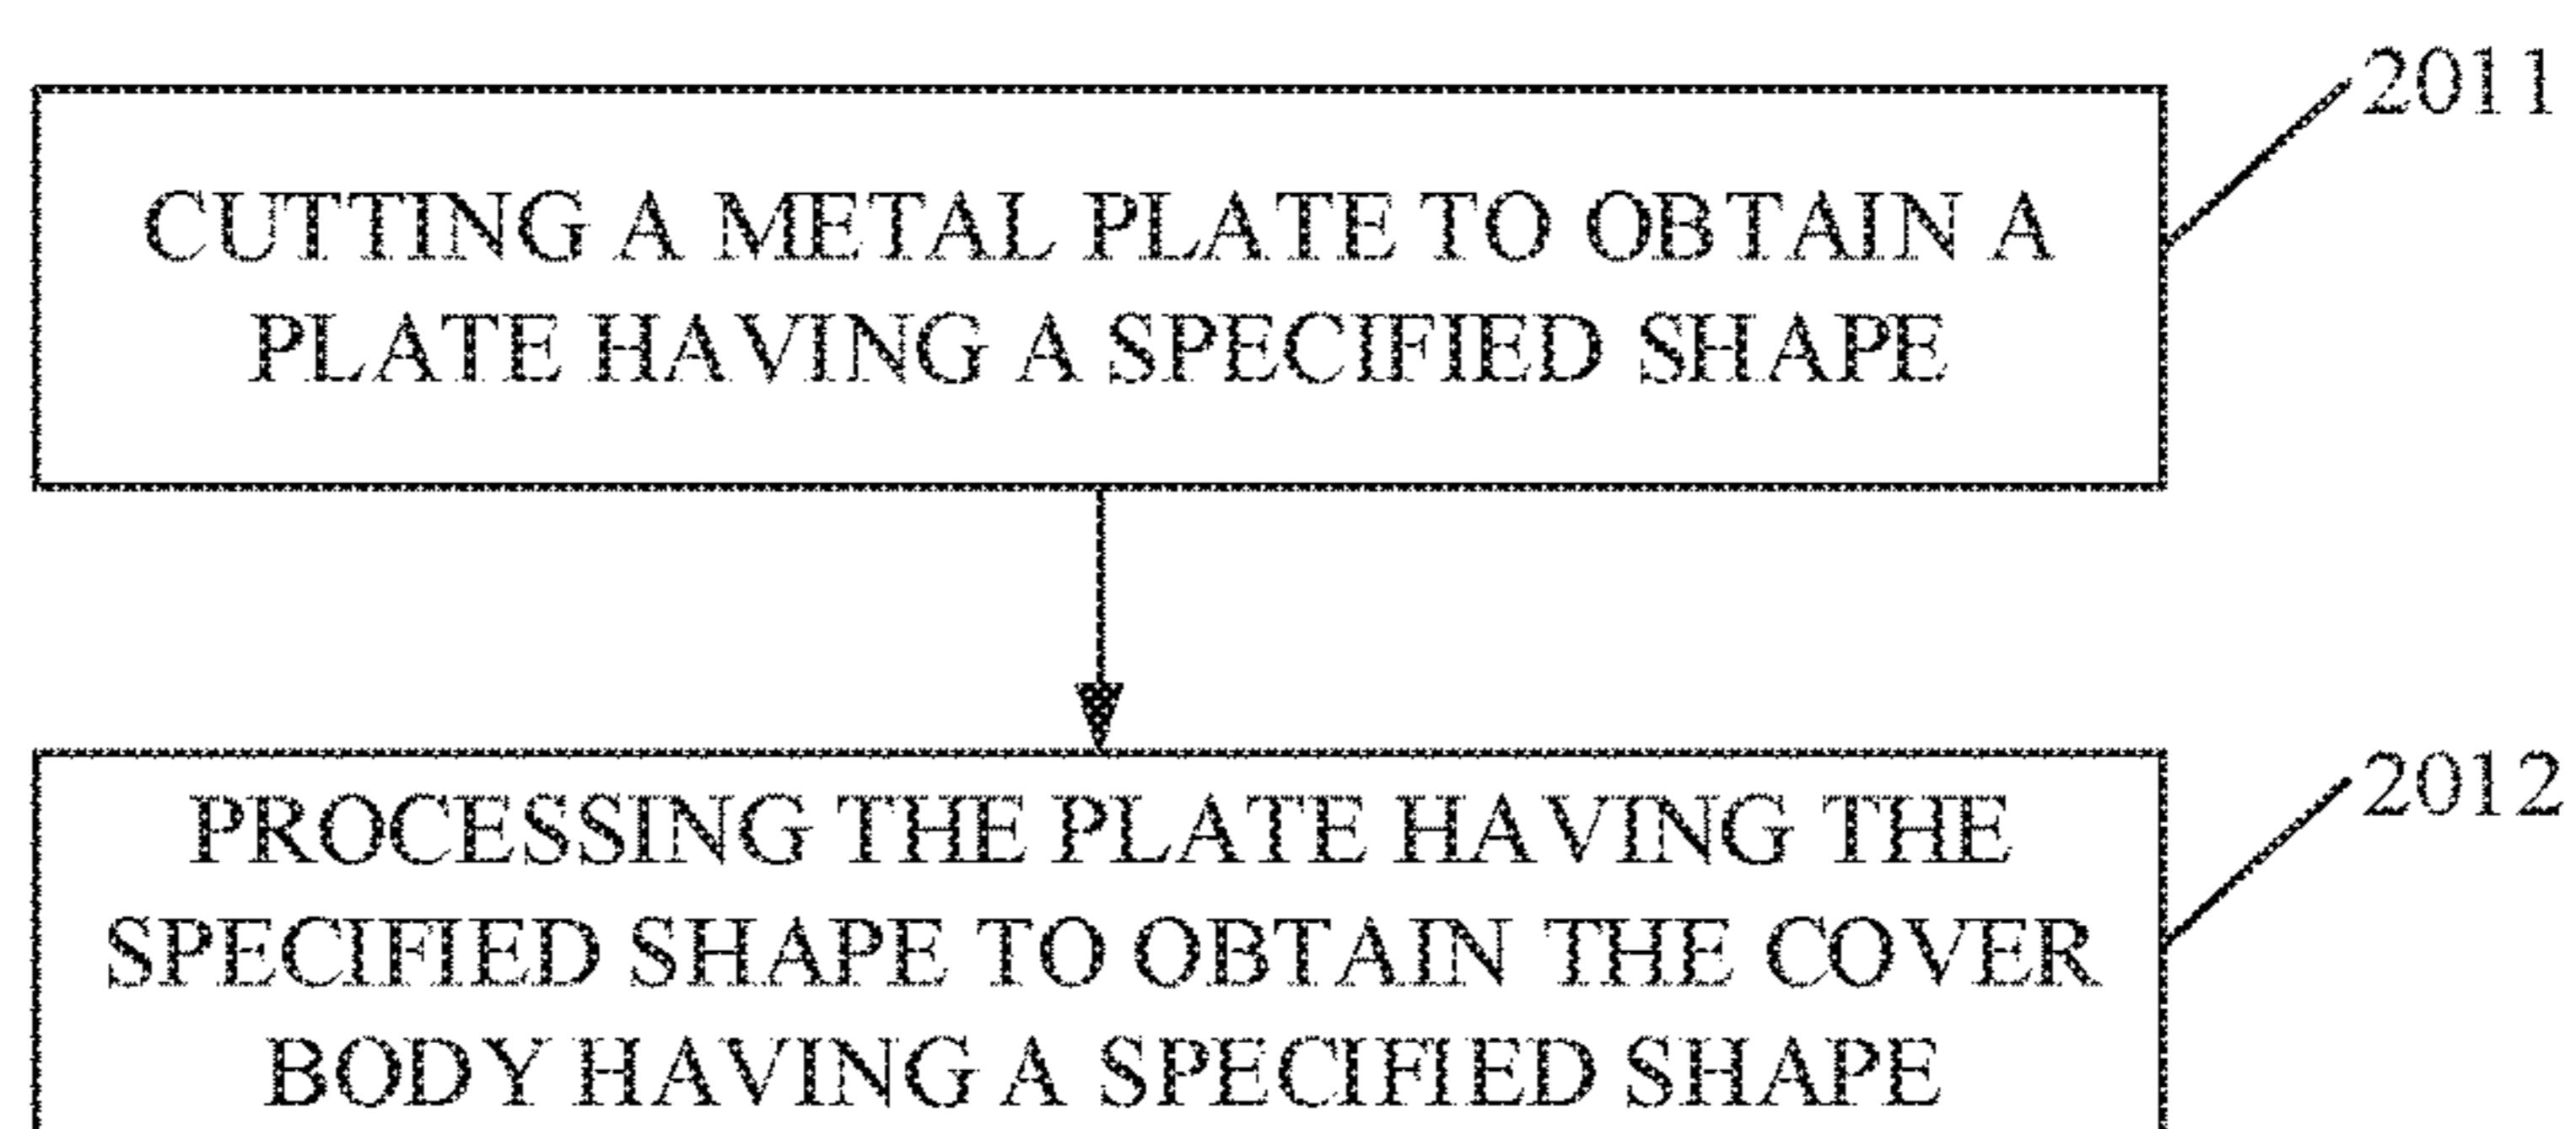 2011
CUTTING A METAL PLATE TO OBTAIN A
PLATE HAVING A SPECIFIED SHAPE
2012
PROCESSING THE PLATE HAVING THE
SPECIFIED SHAPE TO OBTAIN THE COVER
BODY HAVING A SPECIFIED SHAPE